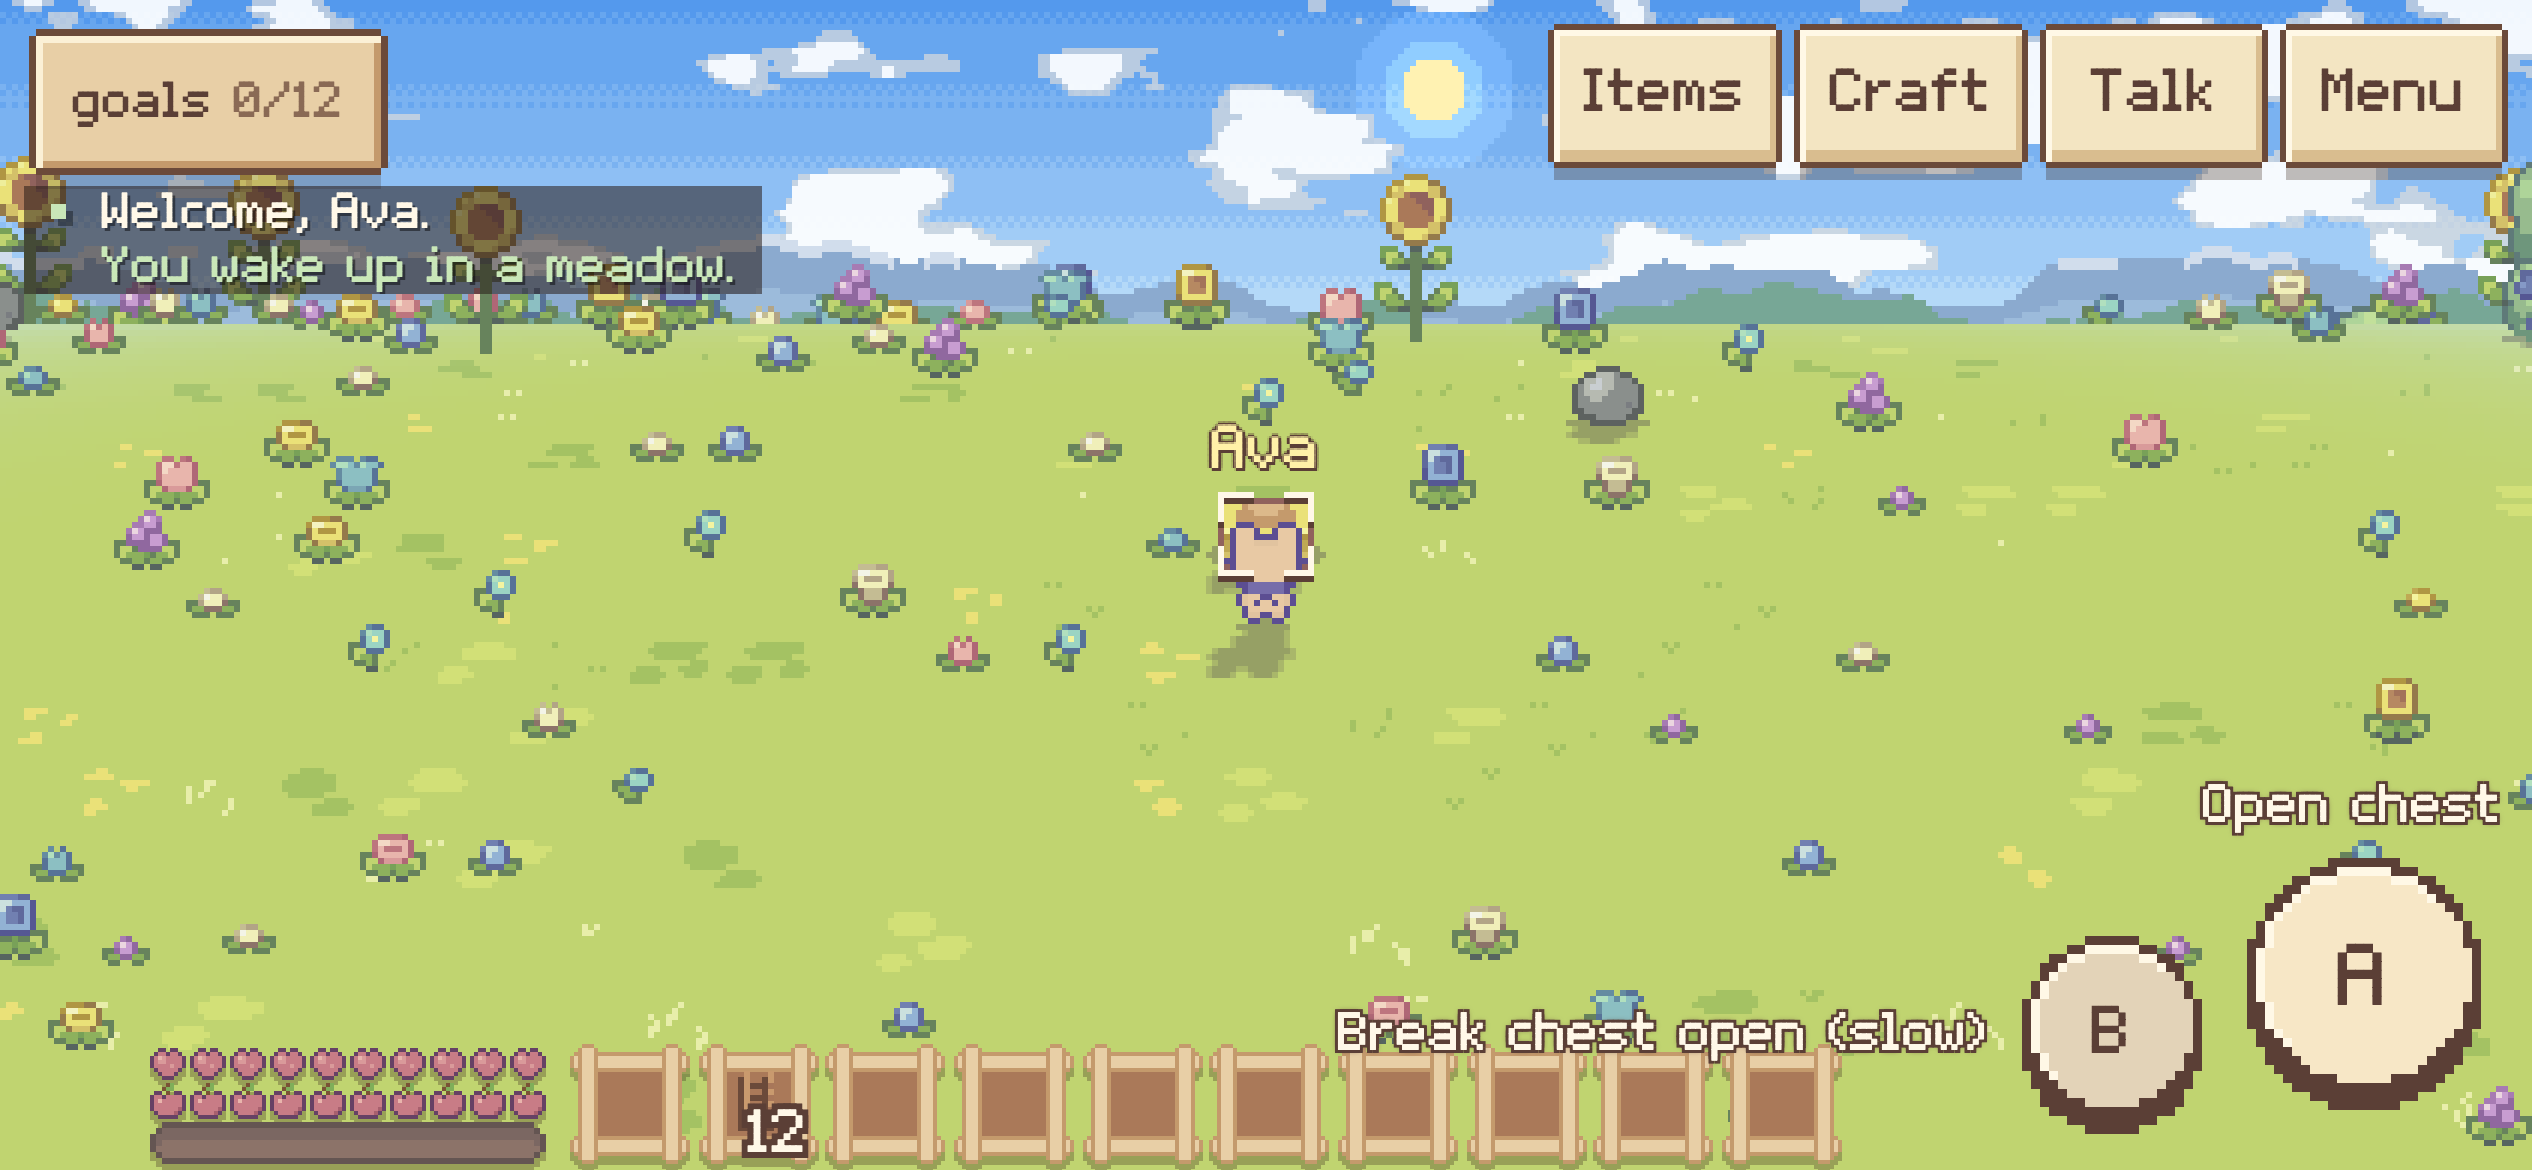 goals 0/12
Items
Craft
Talk
Menu
Welcome, Ava.
You wake up in a meadow.
Ava
Open chest
A
Break chest open (slow)
B
12